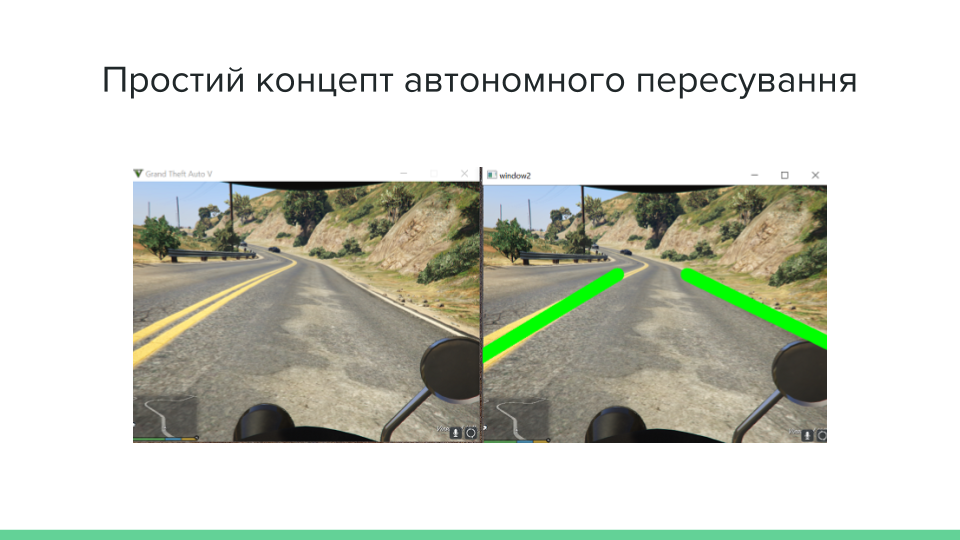 Простий концепт автономного пересування
Grand Theft Auto V
window2